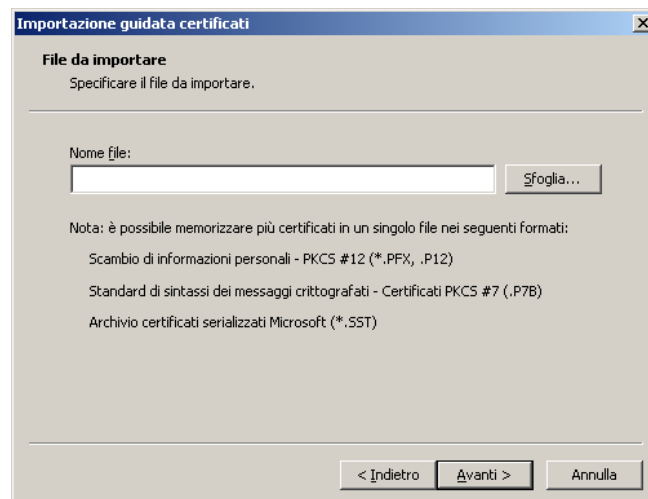 Importazione guidata certificati
File da importare
Specificare il file da importare.
Nome file:
Sfoglia...
Nota: è possibile memorizzare più certificati in un singolo file nei seguenti formati:
Scambio di informazioni personali - PKCS #12 (*.PFX, .P12)
Standard di sintassi dei messaggi crittografati - Certificati PKCS #7 (.P7B)
Archivio certificati serializzati Microsoft (*.SST)
< Indietro Avanti > Annulla